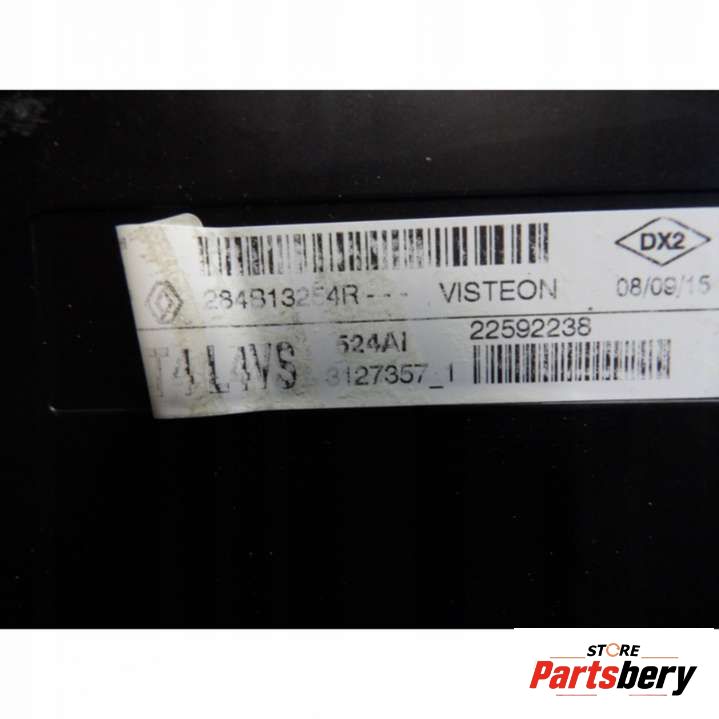 284B13254R--- VISTEON 08/09/15
DX2
T4L4VS 524AI 22592238
3127357_1
STORE
Partsbery